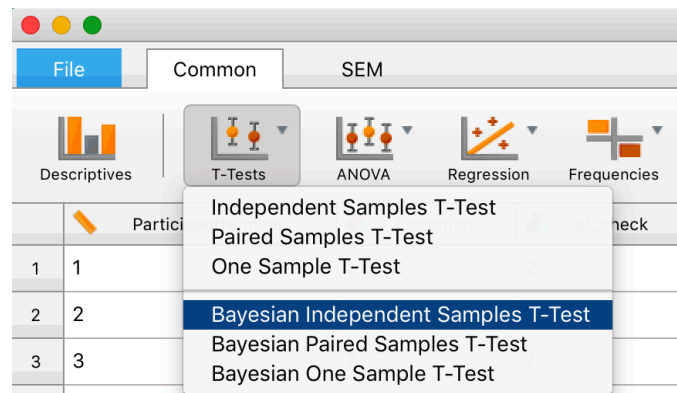 File Common SEM
Descriptives T-Tests ANOVA Regression Frequencies
Independent Samples T-Test
Paired Samples T-Test
One Sample T-Test
Bayesian Independent Samples T-Test
Bayesian Paired Samples T-Test
Bayesian One Sample T-Test
1 1
2 2
3 3